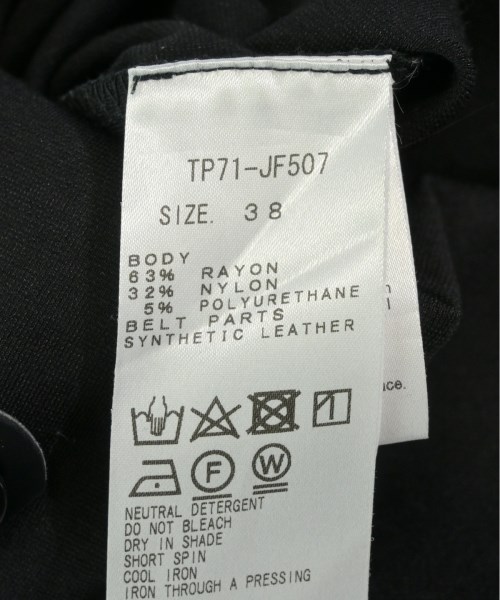 TP71-JF507
SIZE. 38
BODY
63% RAYON
32% NYLON
5% POLYURETHANE
BELT PARTS
SYNTHETIC LEATHER
ce.
F W
NEUTRAL DETERGENT
DO NOT BLEACH
DRY IN SHADE
SHORT SPIN
COOL IRON
IRON THROUGH A PRESSING